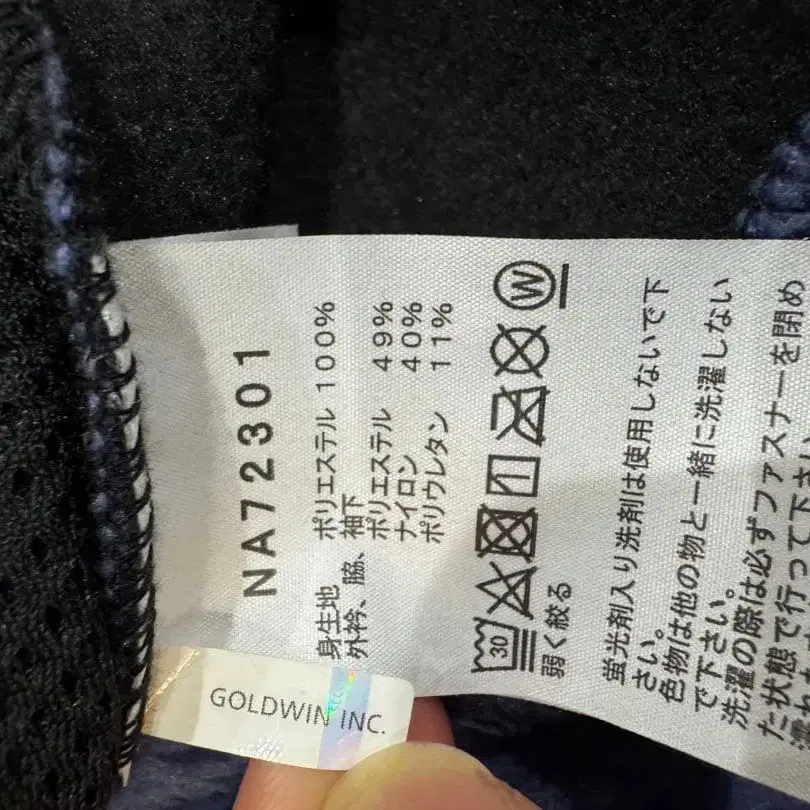 NA72301
身生地 ポリエステル 100%
外衿、脇、袖下
ポリエステル 49%
ナイロン 40%
ポリウレタン 11%
30
1
W
弱く絞る
蛍光剤入り洗剤は使用しないで下
さい。
色物は他の物と一緒に洗濯しない
で下さい。
洗濯の際は必ずファスナーを閉め
た状態で行って下さい
GOLDWIN INC.